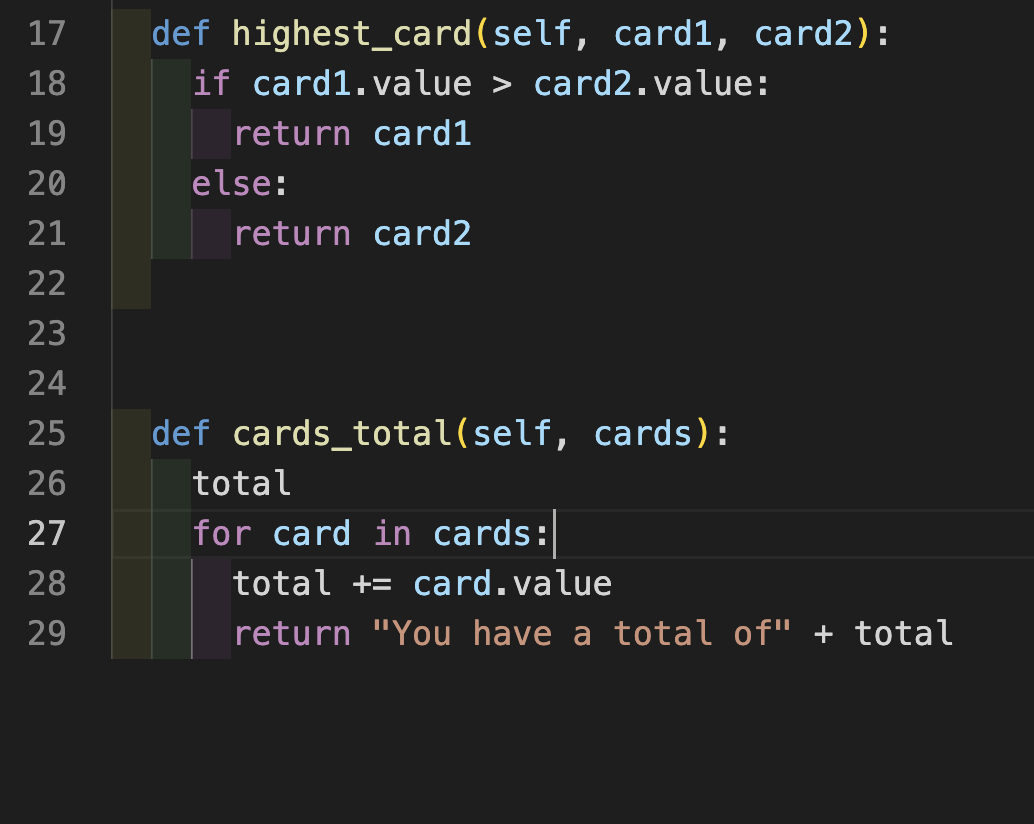 17 def highest_card(self, card1, card2):
18 if card1.value > card2.value:
19 return card1
20 else:
21 return card2
22
23
24
25 def cards_total(self, cards):
26 total
27 for card in cards:
28 total += card.value
29 return "You have a total of" + total